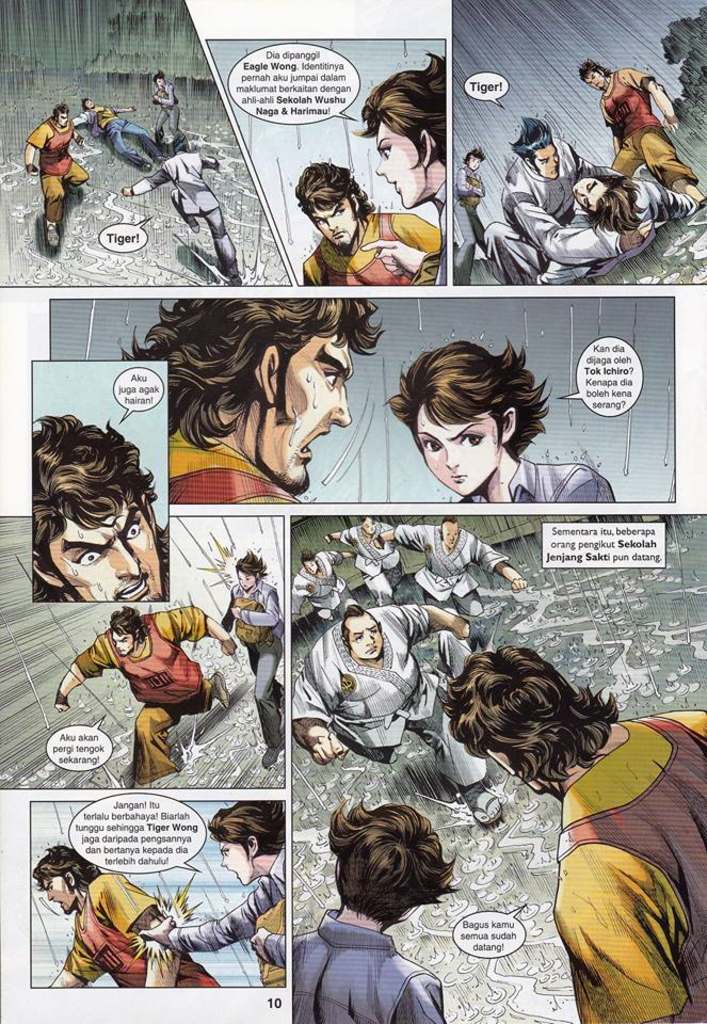 Tiger!
Dia dipanggil
Eagle Wong. Identitinya
pernah aku jumpai dalam
maklumat berkaitan dengan
ahli-ahli Sekolah Wushu
Naga & Harimau!
Tiger!
Aku
juga agak
hairan!
Kan dia
dijaga oleh
Tok Ichiro?
Kenapa dia
boleh kena
serang?
Aku akan
pergi tengok
sekarang!
Jangan! Itu
berbahaya! Biarlah
tunggu sehingga Tiger Wong
jaga daripada pengsannya
dan bertanya kepada dia
terlebih dahulu!
Sementara itu, beberapa
orang pengikut Sekolah
Jenjang Sakti pun datang.
Bagus kamu
semua sudah
datang!
10